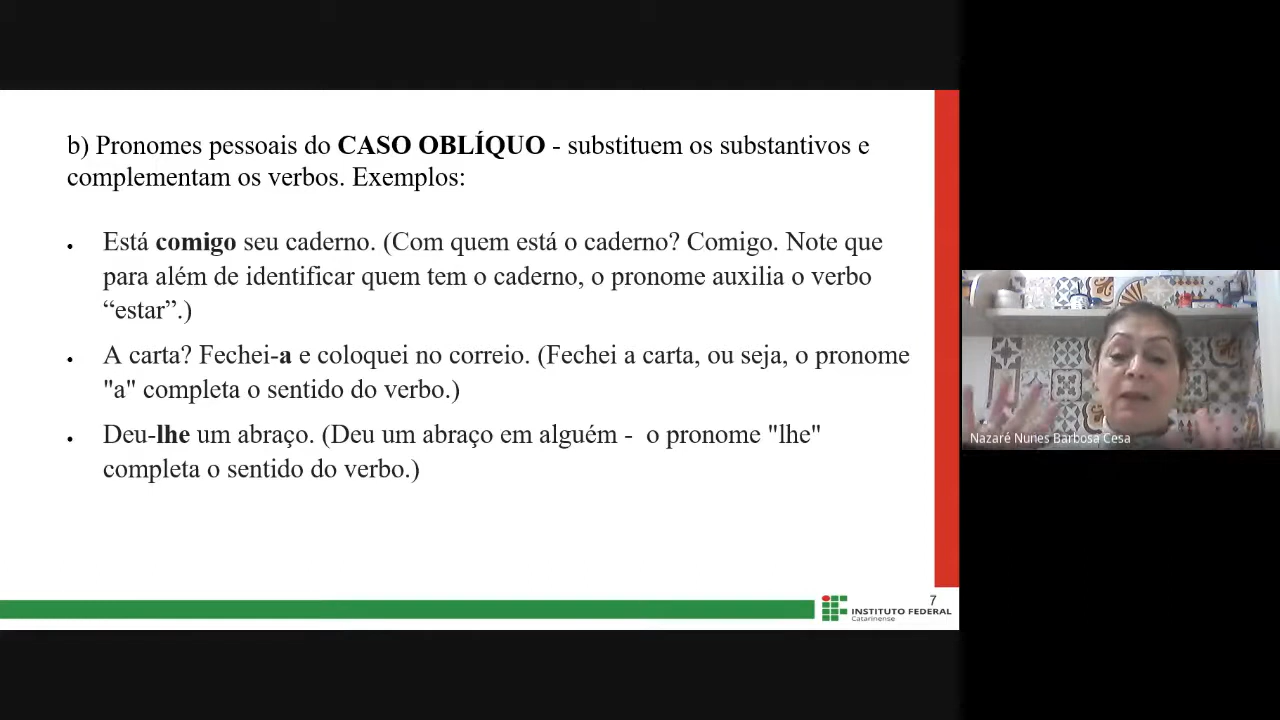 b) Pronomes pessoais do CASO OBLÍQUO - substituem os substantivos e
complementam os verbos. Exemplos:
• Está comigo seu caderno. (Com quem está o caderno? Comigo. Note que
para além de identificar quem tem o caderno, o pronome auxilia o verbo
“estar”.)
• A carta? Fechei-a e coloquei no correio. (Fechei a carta, ou seja, o pronome
"a" completa o sentido do verbo.)
• Deu-lhe um abraço. (Deu um abraço em alguém -  o pronome "lhe"
completa o sentido do verbo.)
7
INSTITUTO FEDERAL
Catarinense
Nazaré Nunes Barbosa Cesa